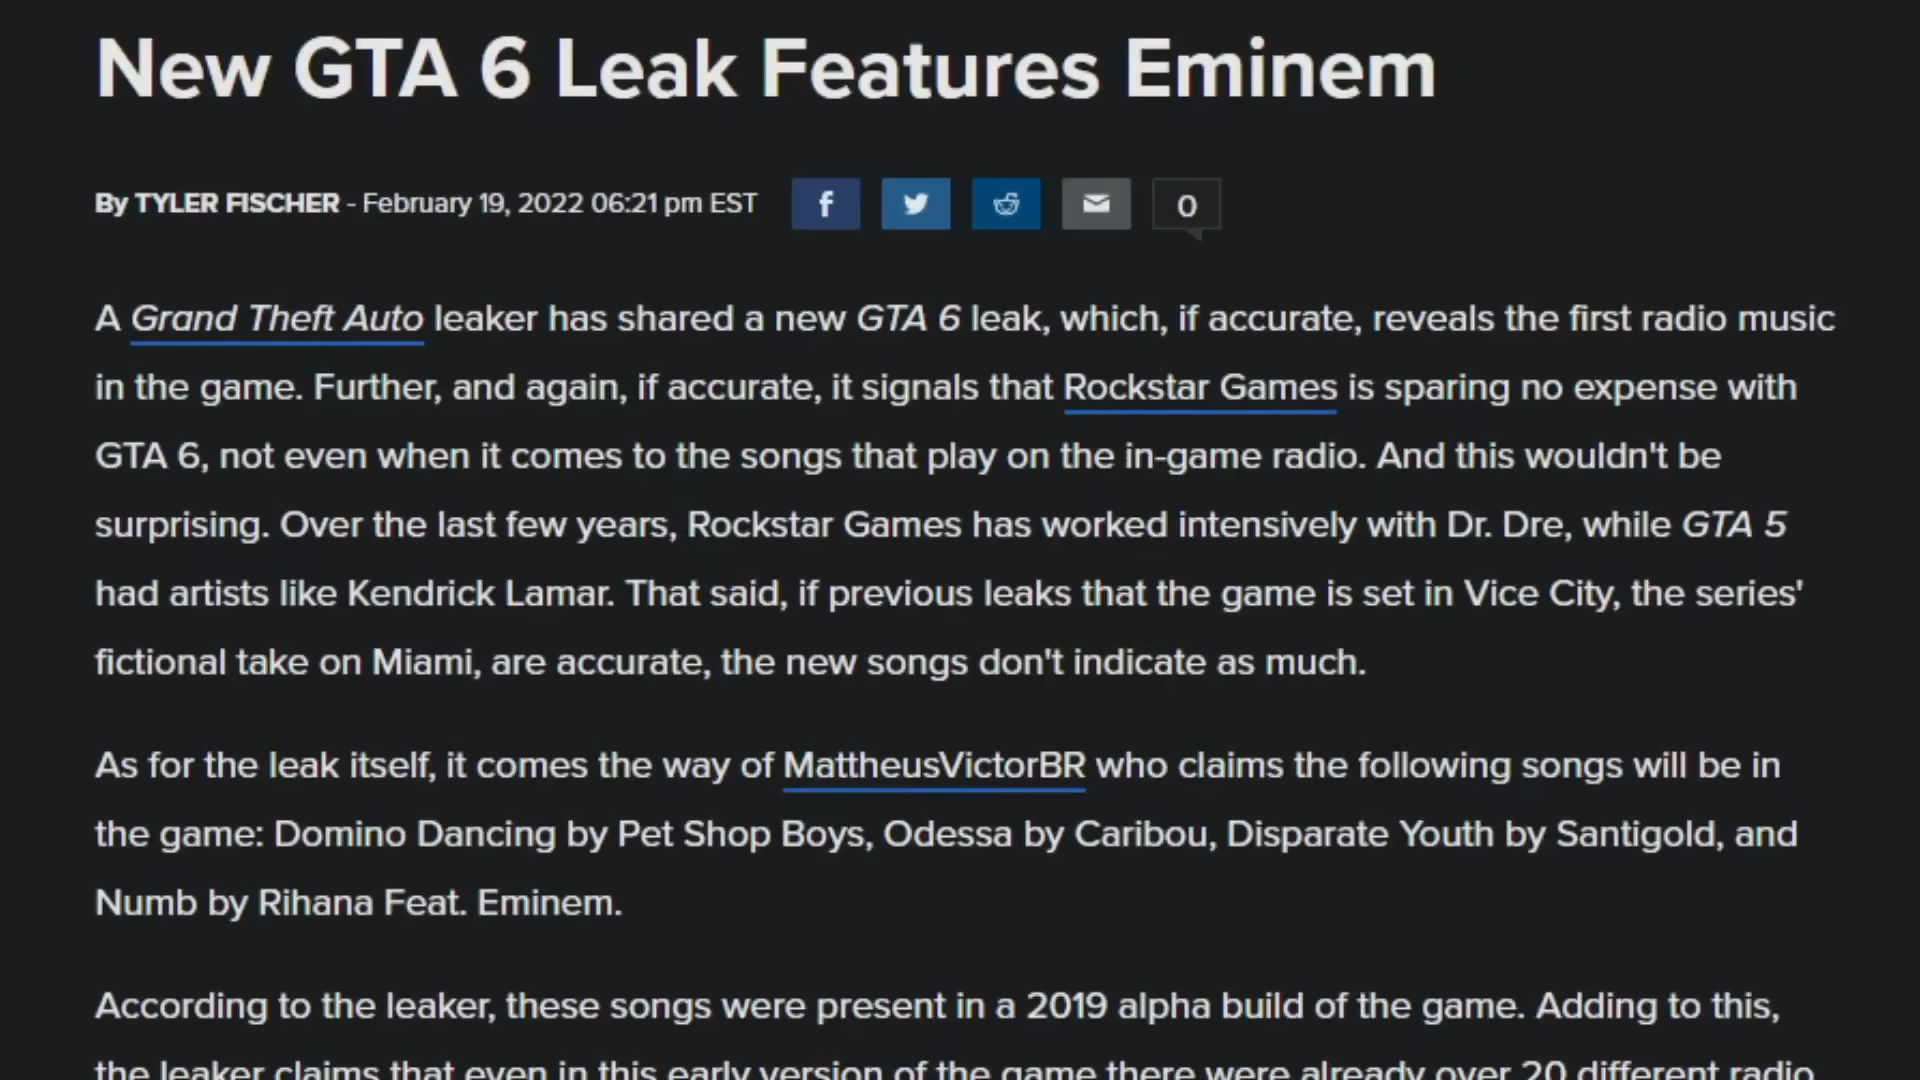 New GTA 6 Leak Features Eminem
By TYLER FISCHER - February 19, 2022 06:21 pm EST
f
0
A Grand Theft Auto leaker has shared a new GTA 6 leak, which, if accurate, reveals the first radio music
in the game. Further, and again, if accurate, it signals that Rockstar Games is sparing no expense with
GTA 6, not even when it comes to the songs that play on the in-game radio. And this wouldn't be
surprising. Over the last few years, Rockstar Games has worked intensively with Dr. Dre, while GTA 5
had artists like Kendrick Lamar. That said, if previous leaks that the game is set in Vice City, the series'
fictional take on Miami, are accurate, the new songs don't indicate as much.
As for the leak itself, it comes the way of MattheusVictorBR who claims the following songs will be in
the game: Domino Dancing by Pet Shop Boys, Odessa by Caribou, Disparate Youth by Santigold, and
Numb by Rihana Feat. Eminem.
According to the leaker, these songs were present in a 2019 alpha build of the game. Adding to this,
the leaker claims that even in this early version of the game there were already over 20 different radio